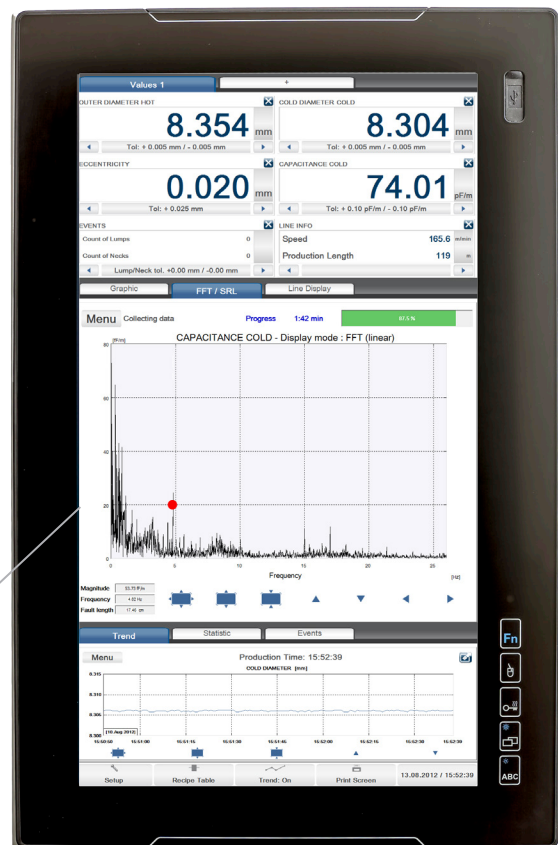 Values 1 +
OUTER DIAMETER HOT
8.354 mm
Tol: + 0.005 mm / - 0.005 mm
COLD DIAMETER COLD
8.304 mm
Tol: + 0.005 mm / - 0.005 mm
ECCENTRICITY
0.020 mm
Tol: + 0.025 mm
CAPACITANCE COLD
74.01 pF/m
Tol: + 0.10 pF/m / - 0.10 pF/m
EVENTS
Count of Lumps 0
Count of Necks 0
Lump/Neck tol. +0.00 mm / -0.00 mm
LINE INFO
Speed 165.6 m/min
Production Length 119 m
Graphic FFT / SRL Line Display
Menu Collecting data Progress 1:42 min 87.5 %
CAPACITANCE COLD - Display mode : FFT (linear)
[fF/m]
80
60
40
20
0
0 5 10 15 20 25
Frequency
[Hz]
Magnitude
Frequency 4.82 Hz
Fault length
Trend Statistic Events
Menu Production Time: 15:52:39
COLD DIAMETER [mm]
8.315
8.310
8.305
8.300
[10.Aug 2012]
15:50:50 15:51:00 15:51:15 15:51:30 15:51:45 15:52:00 15:52:15 15:52:30 15:52:39
Setup Recipe Table Trend: On Print Screen 13.08.2012 / 15:52:39
Fn
ABC